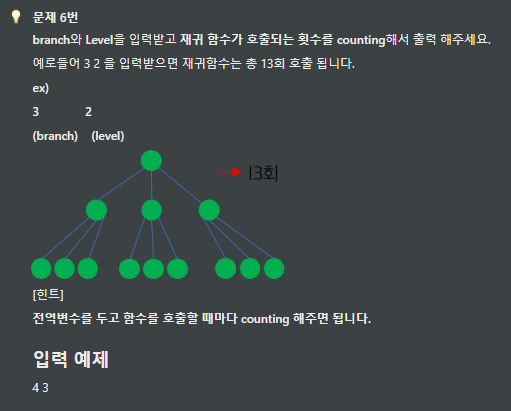 문제 6번
branch와 Level을 입력받고 재귀 함수가 호출되는 횟수를 counting해서 출력 해주세요.
예로들어 3 2 을 입력받으면 재귀함수는 총 13회 호출 됩니다.
ex)
3 2
(branch) (level)
13회
[힌트]
전역변수를 두고 함수를 호출할 때마다 counting 해주면 됩니다.
입력 예제
4 3